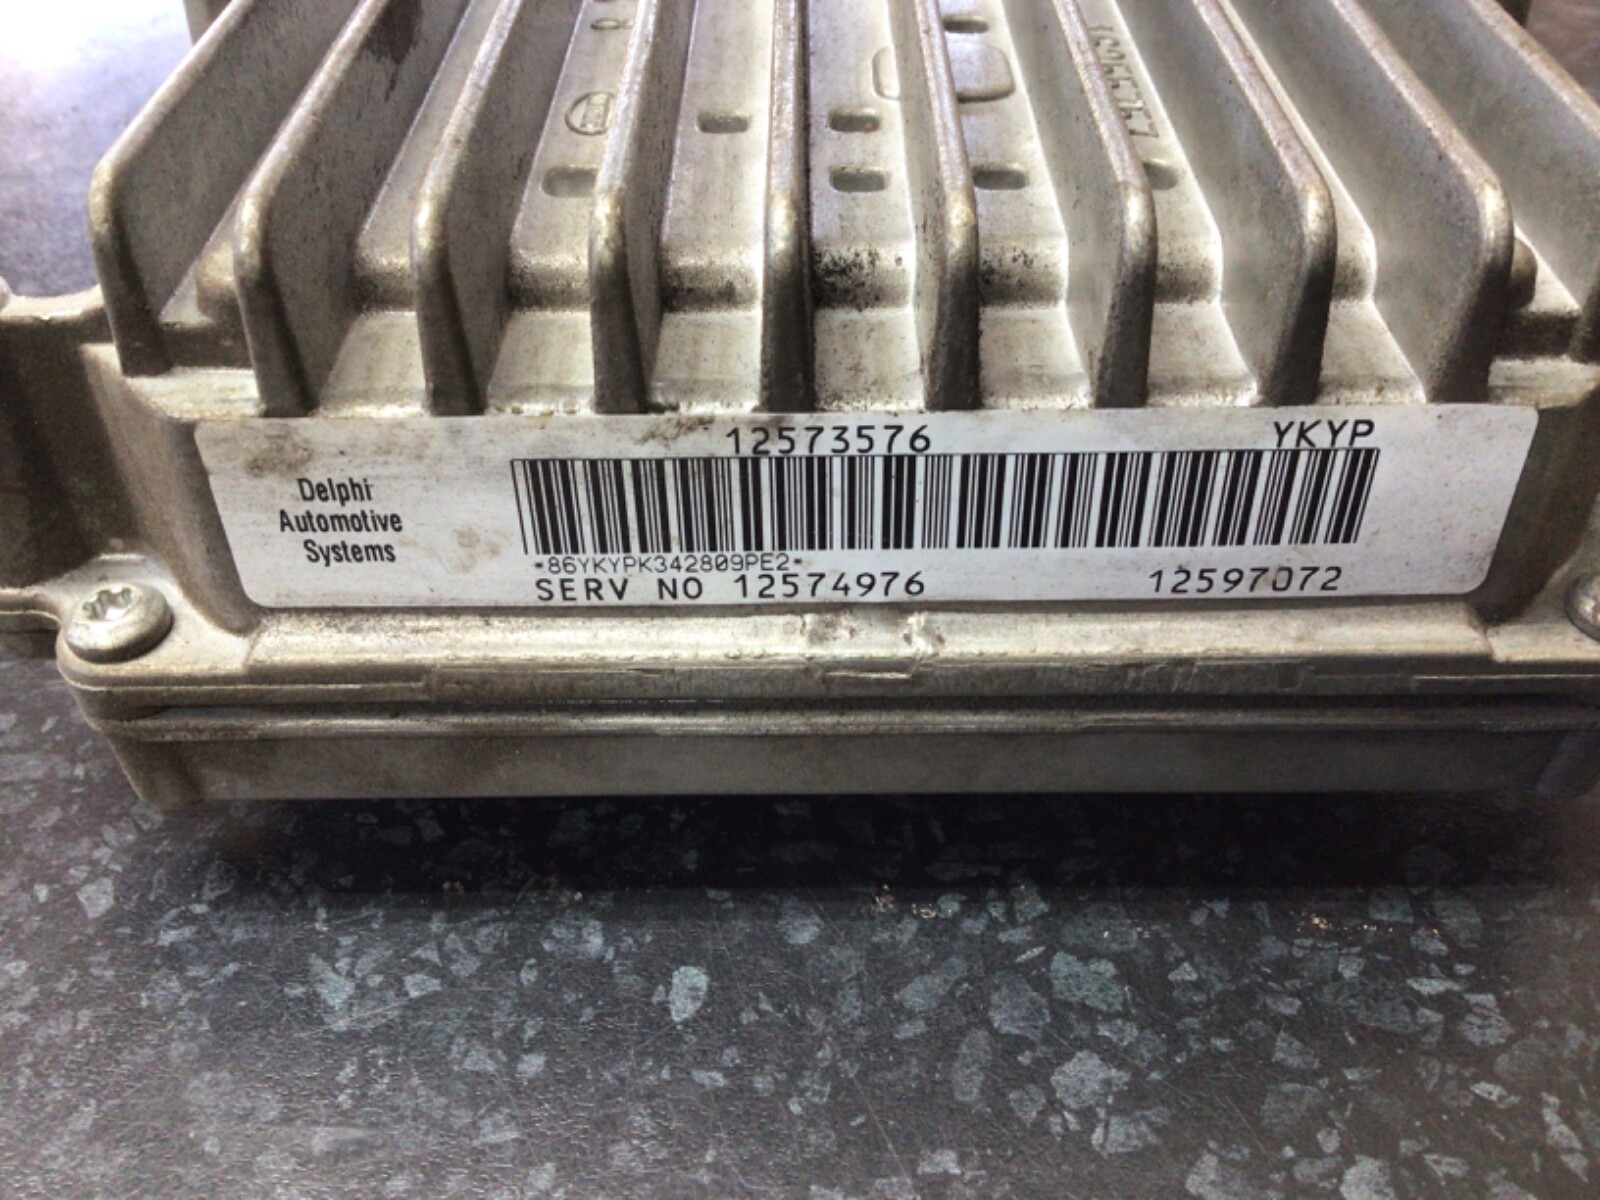 12573576 YKYP
Delphi
Automotive
Systems
*86YKYPK342809PE2*
SERV NO 12574976 12597072